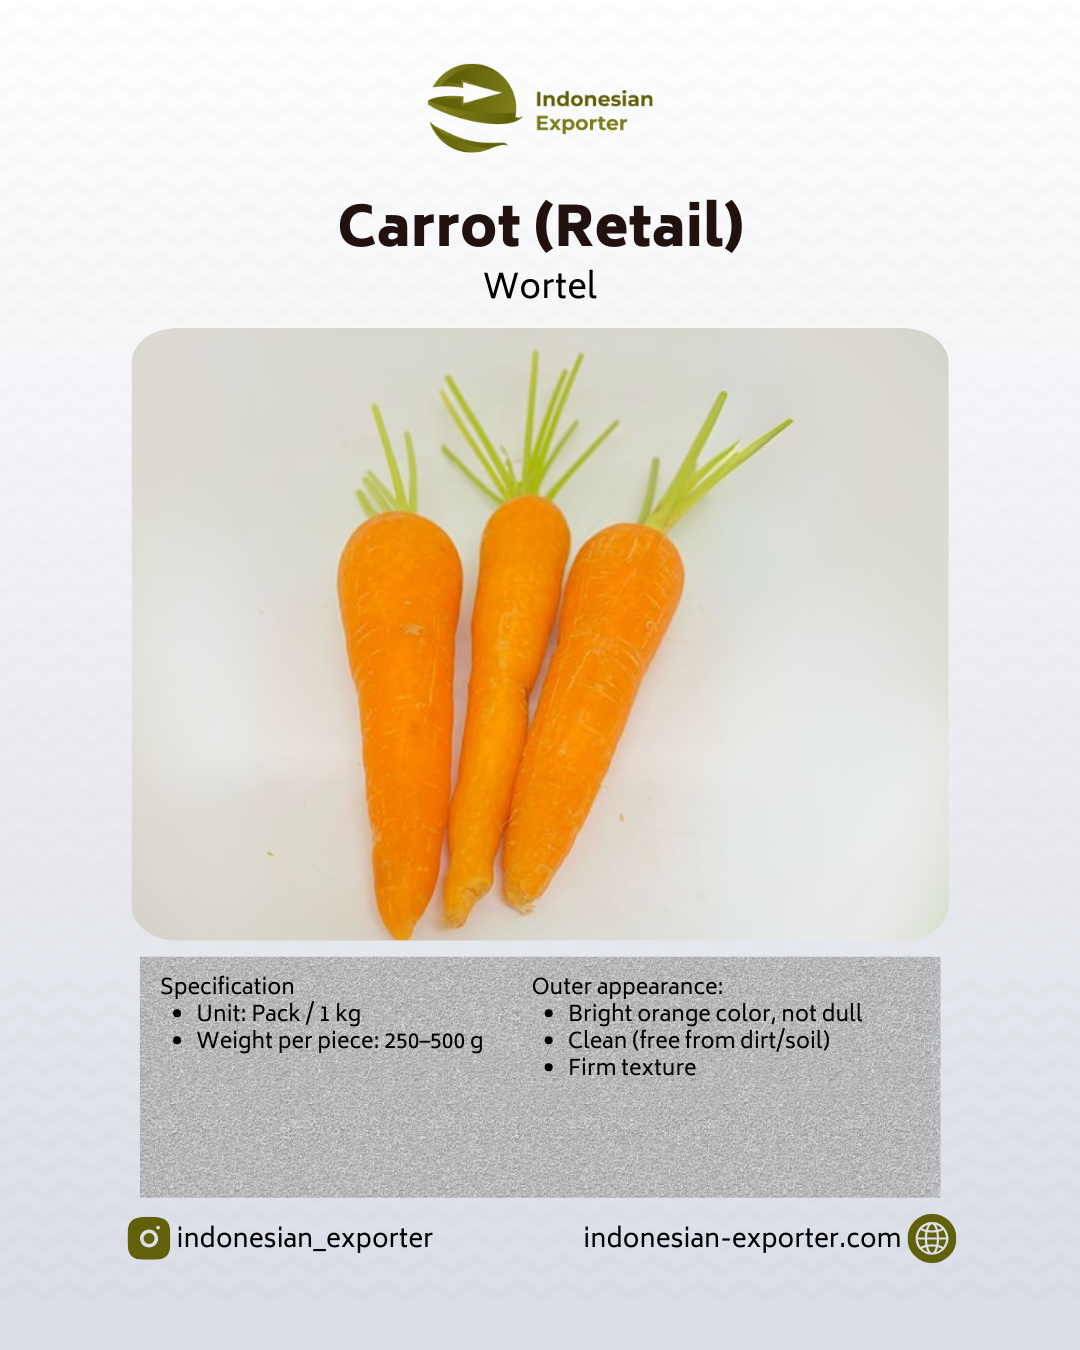 Indonesian
Exporter
Carrot (Retail)
Wortel
Specification
• Unit: Pack / 1 kg
• Weight per piece: 250–500 g
Outer appearance:
• Bright orange color, not dull
• Clean (free from dirt/soil)
• Firm texture
indonesian_exporter
indonesian-exporter.com